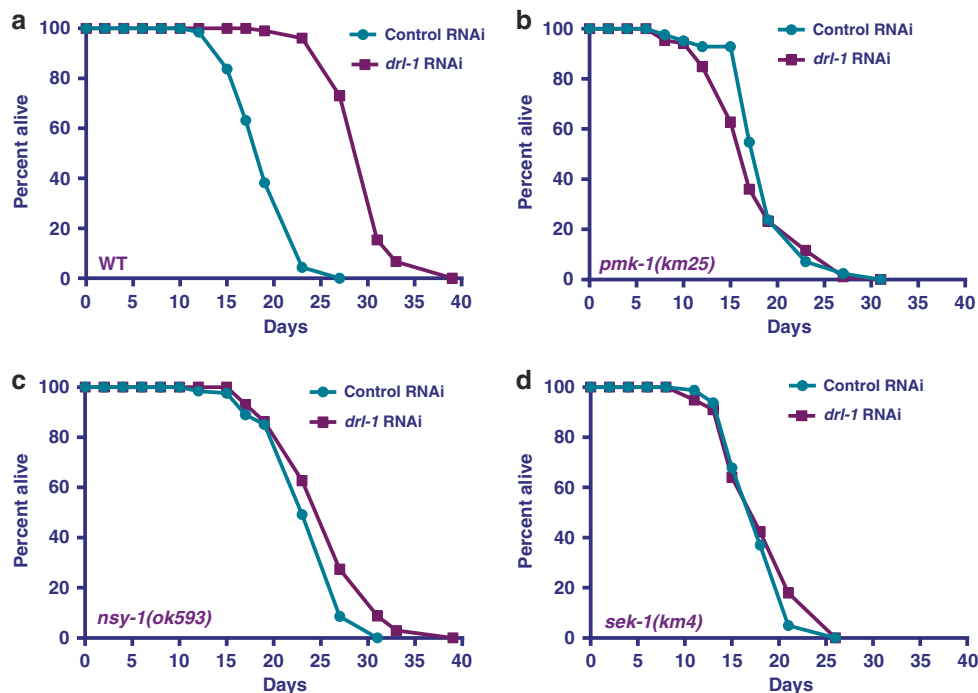 a
Percent alive
100
80
60
40
20
0
Control RNAi
drl-1 RNAi
WT
0 5 10 15 20 25 30 35 40
Days
b
Percent alive
100
80
60
40
20
0
Control RNAi
drl-1 RNAi
pmk-1(km25)
0 5 10 15 20 25 30 35 40
Days
c
Percent alive
100
80
60
40
20
0
Control RNAi
drl-1 RNAi
nsy-1(ok593)
0 5 10 15 20 25 30 35 40
Days
d
Percent alive
100
80
60
40
20
0
Control RNAi
drl-1 RNAi
sek-1(km4)
0 5 10 15 20 25 30 35 40
Days